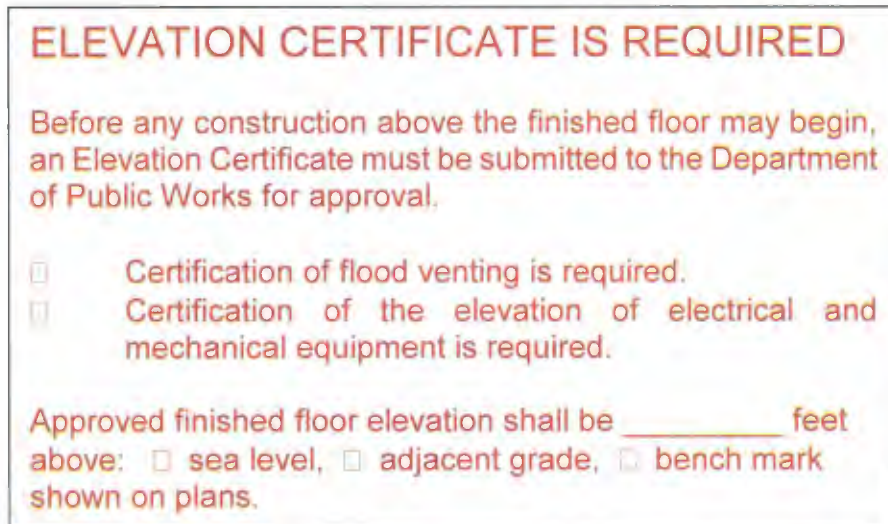 ELEVATION CERTIFICATE IS REQUIRED
Before any construction above the finished floor may begin,
an Elevation Certificate must be submitted to the Department
of Public Works for approval.
☐ Certification of flood venting is required.
☐ Certification of the elevation of electrical and
mechanical equipment is required.
Approved finished floor elevation shall be __________ feet
above: ☐ sea level, ☐ adjacent grade, ☐ bench mark
shown on plans.